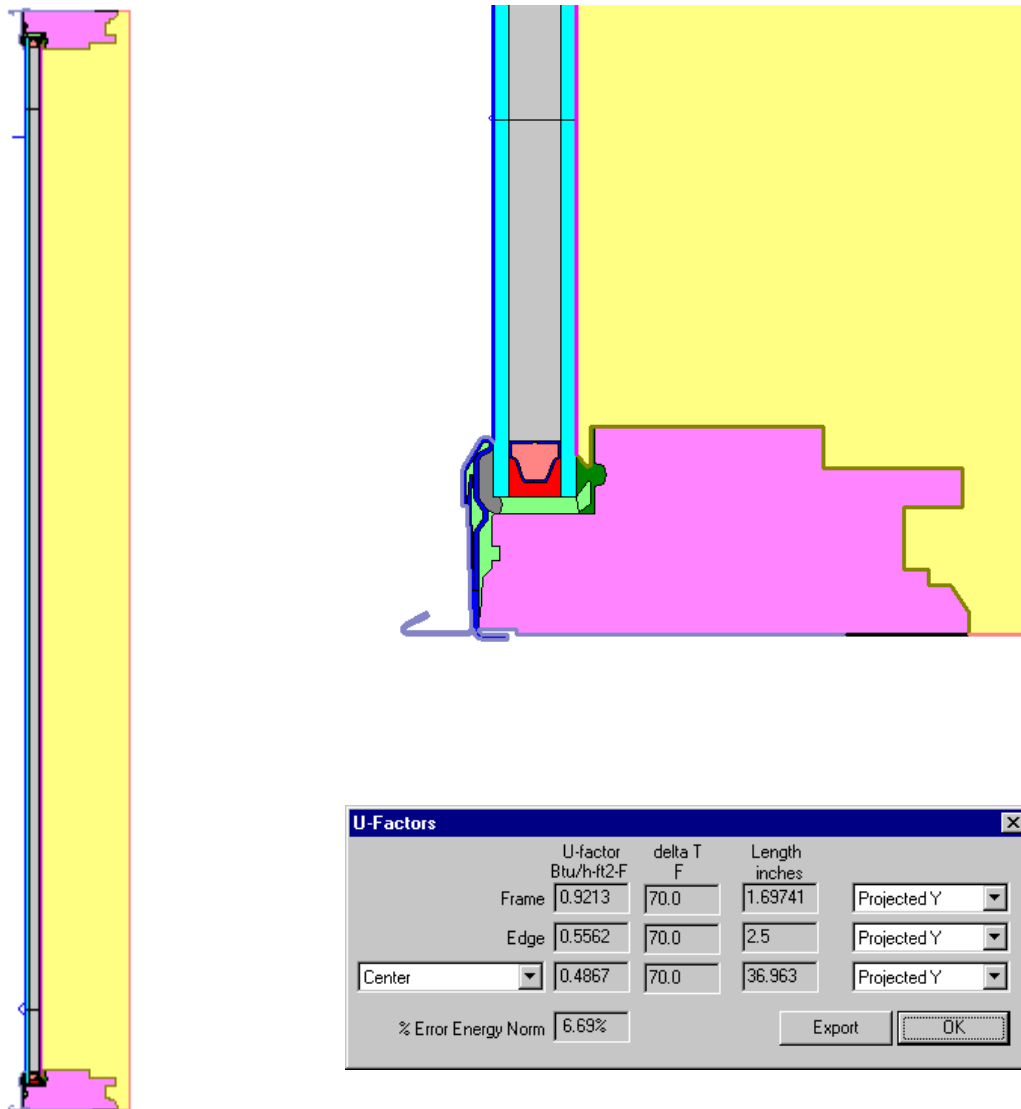 U-Factors
U-factor delta T Length
Btu/h-ft2-F F inches
Frame 0.9213 70.0 1.69741 Projected Y
Edge 0.5562 70.0 2.5 Projected Y
Center 0.4867 70.0 36.963 Projected Y
% Error Energy Norm 6.69% Export OK